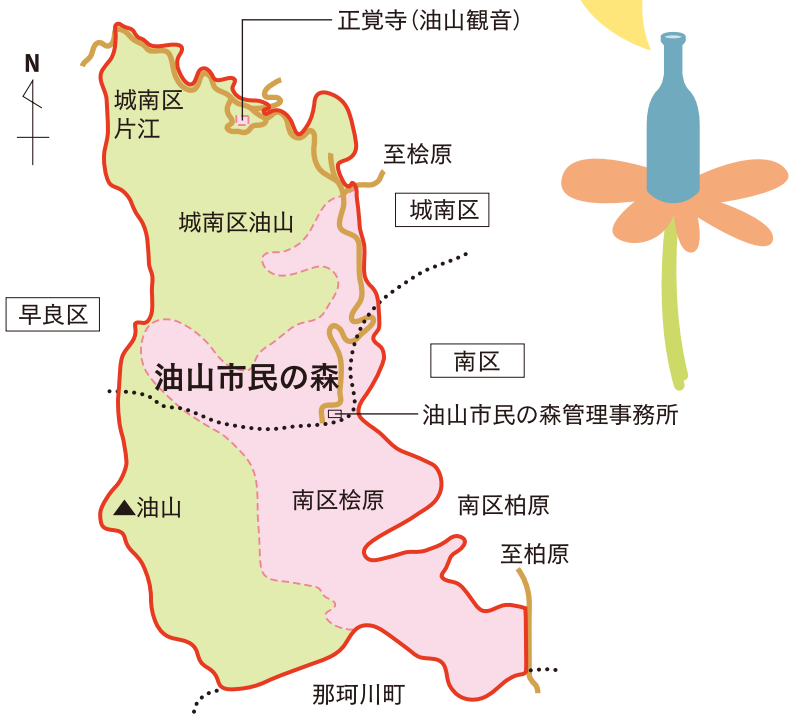 正覚寺（油山観音）
N
城南区
片江
至桧原
城南区
城南区油山
早良区
南区
油山市民の森
油山市民の森管理事務所
南区桧原
南区柏原
▲油山
至柏原
那珂川町